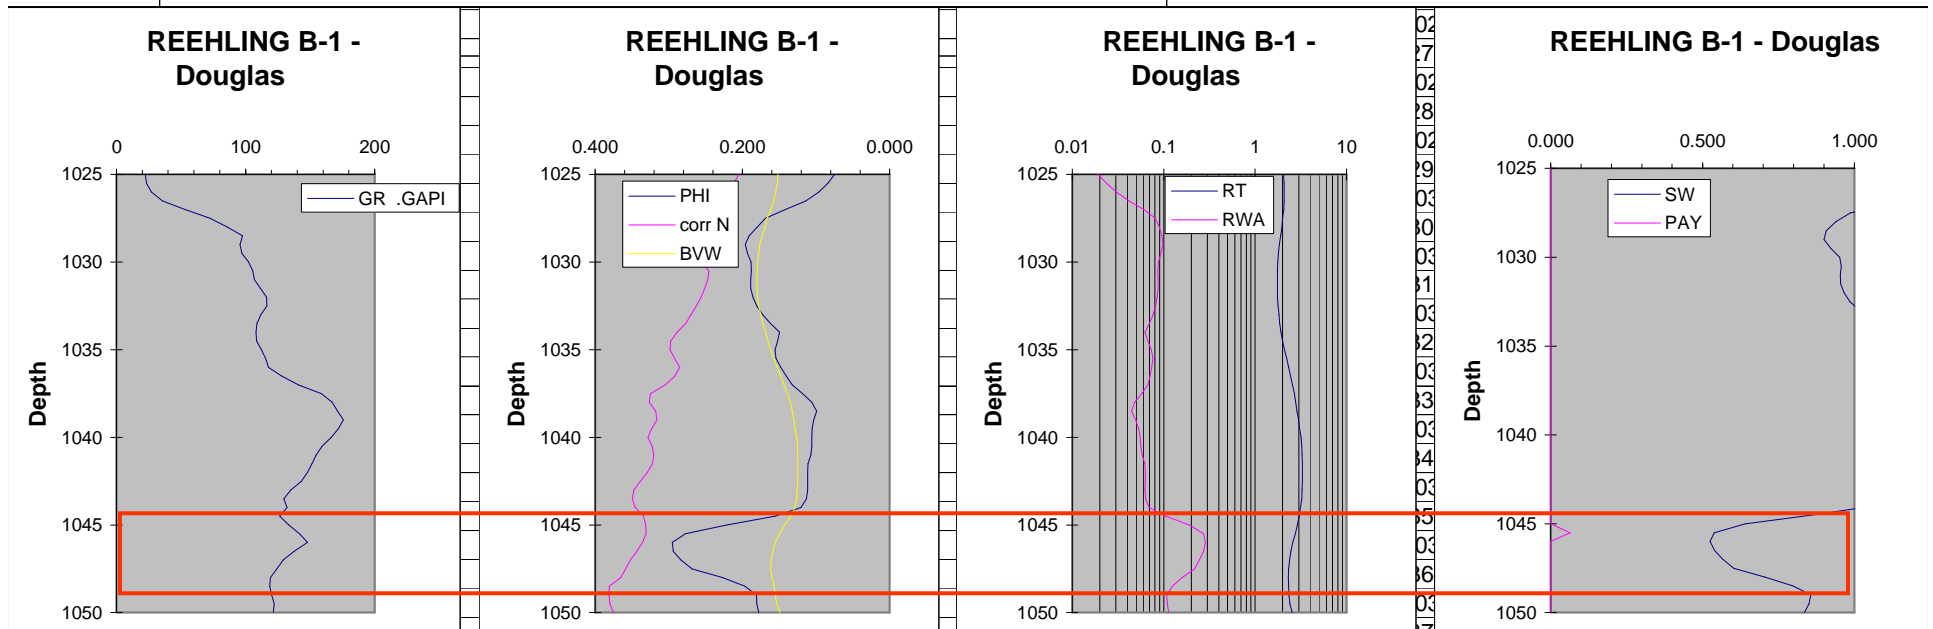 REEHLING B-1 -
Douglas
0 100 200
1025
1030
1035
1040
1045
1050
Depth
GR .GAPI
REEHLING B-1 -
Douglas
0.400 0.200 0.000
1025
1030
1035
1040
1045
1050
Depth
PHI
corr N
BVW
REEHLING B-1 -
Douglas
0.01 0.1 1 10
1025
1030
1035
1040
1045
1050
Depth
RT
RWA
REEHLING B-1 - Douglas
0.000 0.500 1.000
1025
1030
1035
1040
1045
1050
Depth
SW
PAY